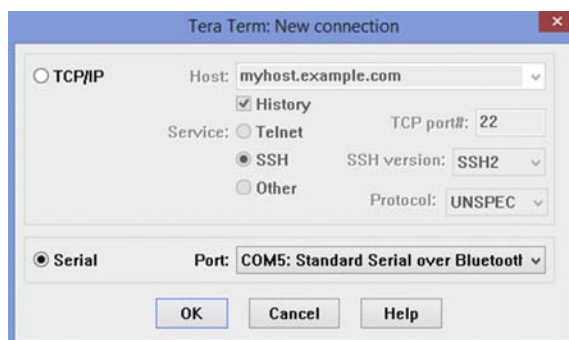 Tera Term: New connection
TCP/IP Host: myhost.example.com
History
Service: Telnet TCP port#: 22
SSH SSH version: SSH2
Other Protocol: UNSPEC
Serial Port: COM5: Standard Serial over Bluetooth
OK Cancel Help